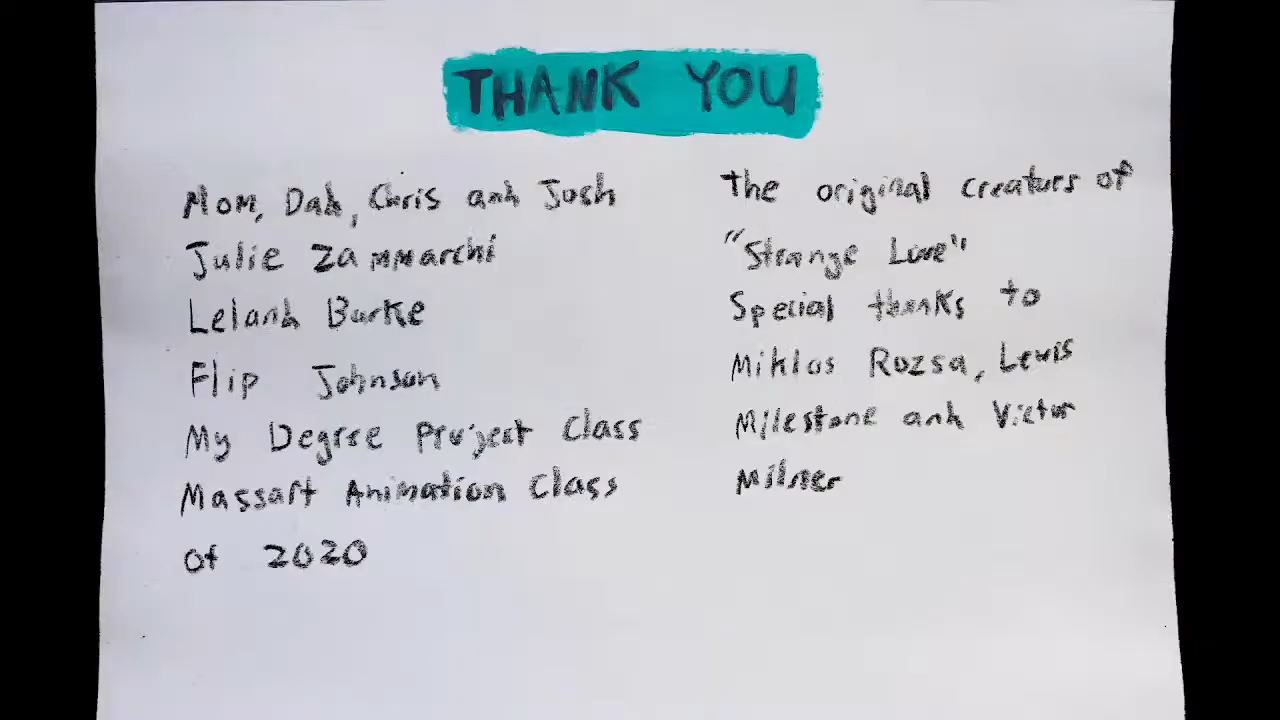 THANK YOU
Mom, Dad, Chris and Josh
Julie Zammarchi
Leland Burke
Flip Johnson
My Degree Project Class
Massart Animation Class
of 2020
The original creators of
"Strange Love"
Special thanks to
Miklos Rozsa, Lewis
Milestone and Victor
Milner